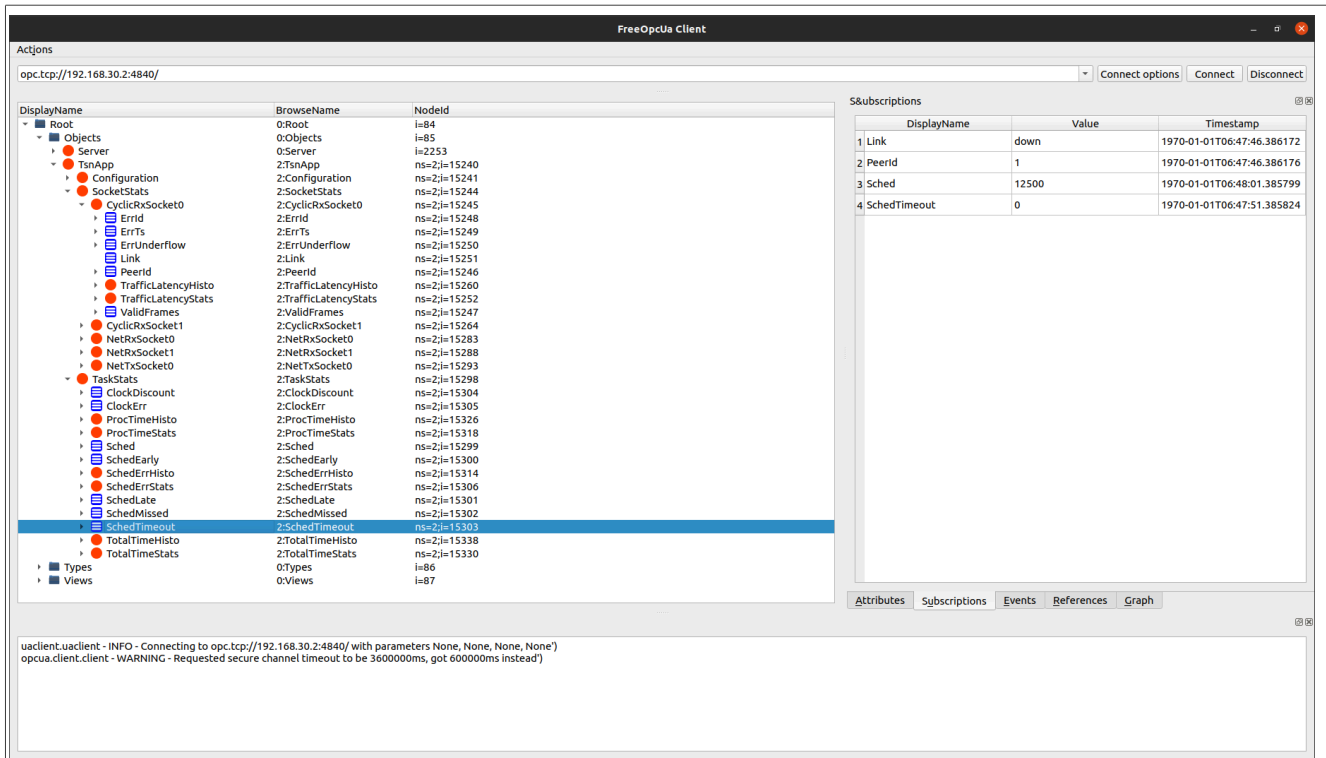 FreeOpcUa Client
Actions
opc.tcp://192.168.30.2:4840/
Connect options Connect Disconnect
DisplayName BrowseName NodeId
Root 0:Root i=84
Objects 0:Objects i=85
Server 0:Server i=2253
TsnApp 2:TsnApp ns=2;i=15240
Configuration 2:Configuration ns=2;i=15241
SocketStats 2:SocketStats ns=2;i=15244
CyclicRxSocket0 2:CyclicRxSocket0 ns=2;i=15245
ErrId 2:ErrId ns=2;i=15248
ErrTs 2:ErrTs ns=2;i=15249
ErrUnderflow 2:ErrUnderflow ns=2;i=15250
Link 2:Link ns=2;i=15251
PeerId 2:PeerId ns=2;i=15246
TrafficLatencyHisto 2:TrafficLatencyHisto ns=2;i=15260
TrafficLatencyStats 2:TrafficLatencyStats ns=2;i=15252
ValidFrames 2:ValidFrames ns=2;i=15247
CyclicRxSocket1 2:CyclicRxSocket1 ns=2;i=15264
NetRxSocket0 2:NetRxSocket0 ns=2;i=15283
NetRxSocket1 2:NetRxSocket1 ns=2;i=15288
NetTxSocket0 2:NetTxSocket0 ns=2;i=15293
TaskStats 2:TaskStats ns=2;i=15298
ClockDiscount 2:ClockDiscount ns=2;i=15304
ClockErr 2:ClockErr ns=2;i=15305
ProcTimeHisto 2:ProcTimeHisto ns=2;i=15326
ProcTimeStats 2:ProcTimeStats ns=2;i=15318
Sched 2:Sched ns=2;i=15299
SchedEarly 2:SchedEarly ns=2;i=15300
SchedErrHisto 2:SchedErrHisto ns=2;i=15314
SchedErrStats 2:SchedErrStats ns=2;i=15306
SchedLate 2:SchedLate ns=2;i=15301
SchedMissed 2:SchedMissed ns=2;i=15302
SchedTimeout 2:SchedTimeout ns=2;i=15303
TotalTimeHisto 2:TotalTimeHisto ns=2;i=15338
TotalTimeStats 2:TotalTimeStats ns=2;i=15330
Types 0:Types i=86
Views 0:Views i=87
S&ubscriptions
DisplayName Value Timestamp
1 Link down 1970-01-01T06:47:46.386172
2 PeerId 1 1970-01-01T06:47:46.386176
3 Sched 12500 1970-01-01T06:48:01.385799
4 SchedTimeout 0 1970-01-01T06:47:51.385824
Attributes Subscriptions Events References Graph
uaclient.uaclient - INFO - Connecting to opc.tcp://192.168.30.2:4840/ with parameters None, None, None, None')
opcua.client.client - WARNING - Requested secure channel timeout to be 3600000ms, got 600000ms instead')